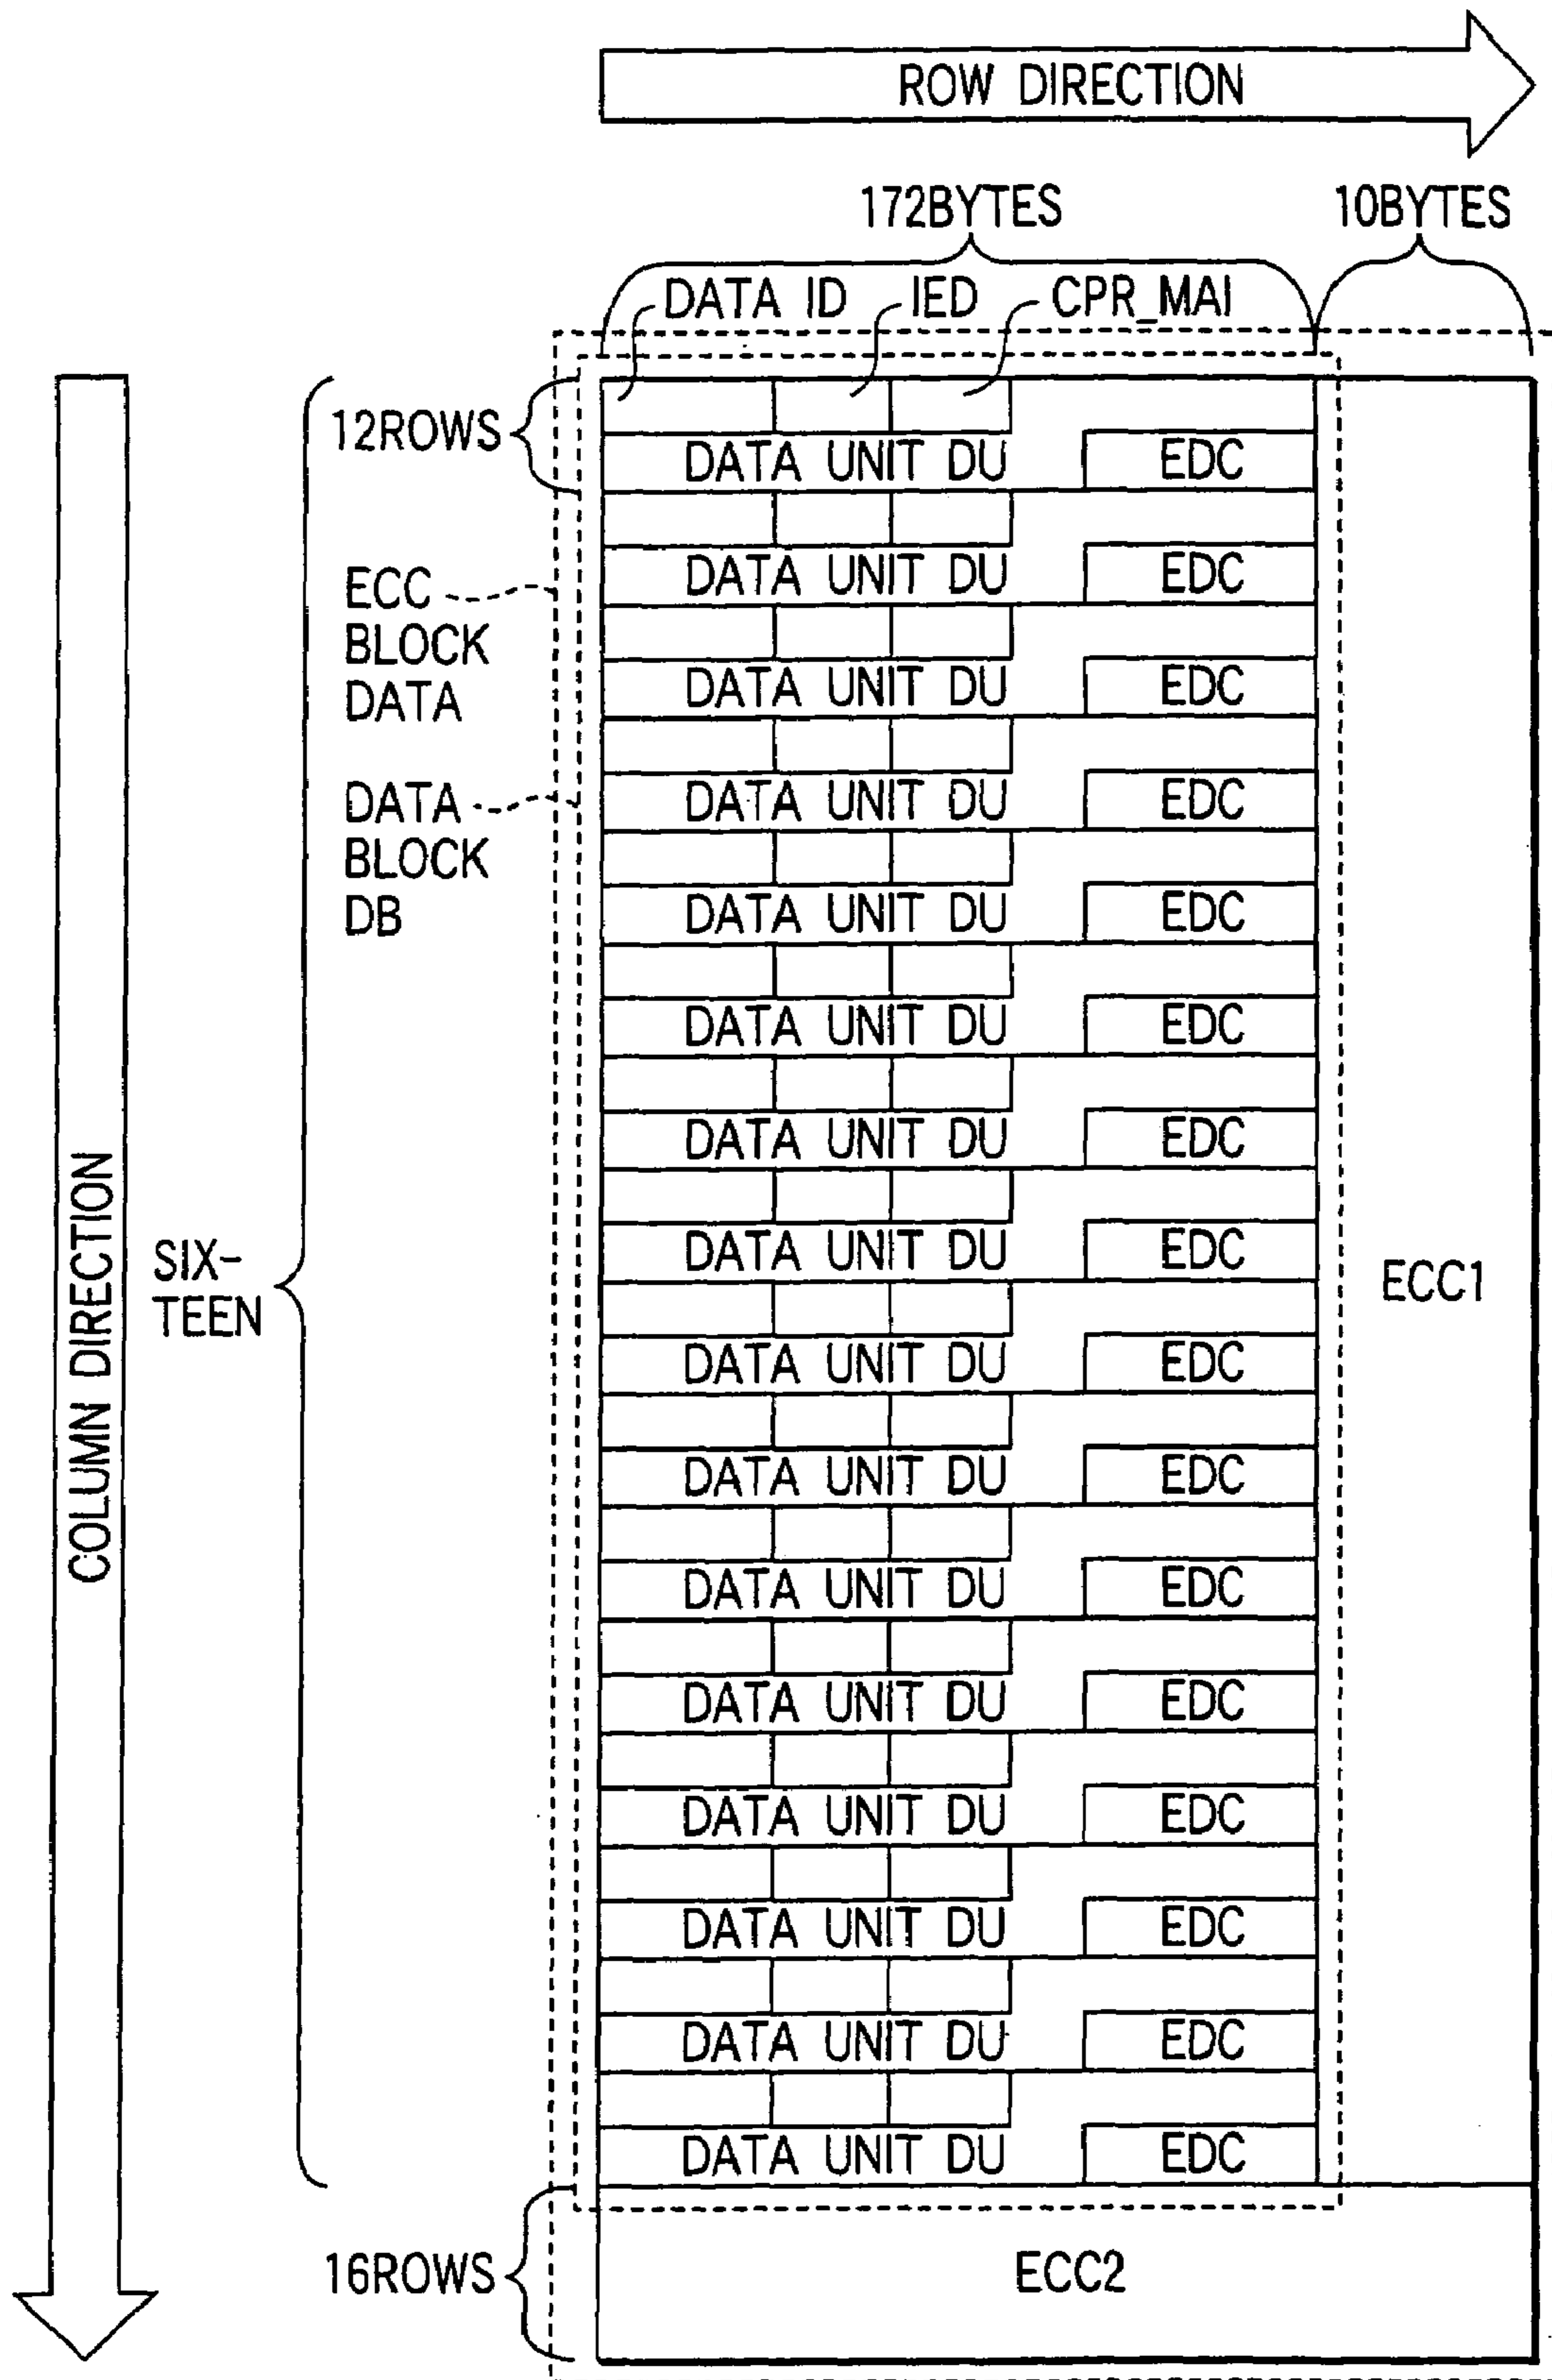 ROW DIRECTION
172BYTES
10BYTES
DATA ID
IED
CPR_MAI
12ROWS
DATA UNIT DU
EDC
DATA UNIT DU
EDC
ECC
BLOCK
DATA
DATA UNIT DU
EDC
DATA UNIT DU
EDC
DATA
BLOCK
DB
DATA UNIT DU
EDC
DATA UNIT DU
EDC
DATA UNIT DU
EDC
DATA UNIT DU
EDC
COLUMN DIRECTION
SIX-
TEEN
ECC1
DATA UNIT DU
EDC
DATA UNIT DU
EDC
DATA UNIT DU
EDC
DATA UNIT DU
EDC
DATA UNIT DU
EDC
DATA UNIT DU
EDC
DATA UNIT DU
EDC
DATA UNIT DU
EDC
16ROWS
ECC2